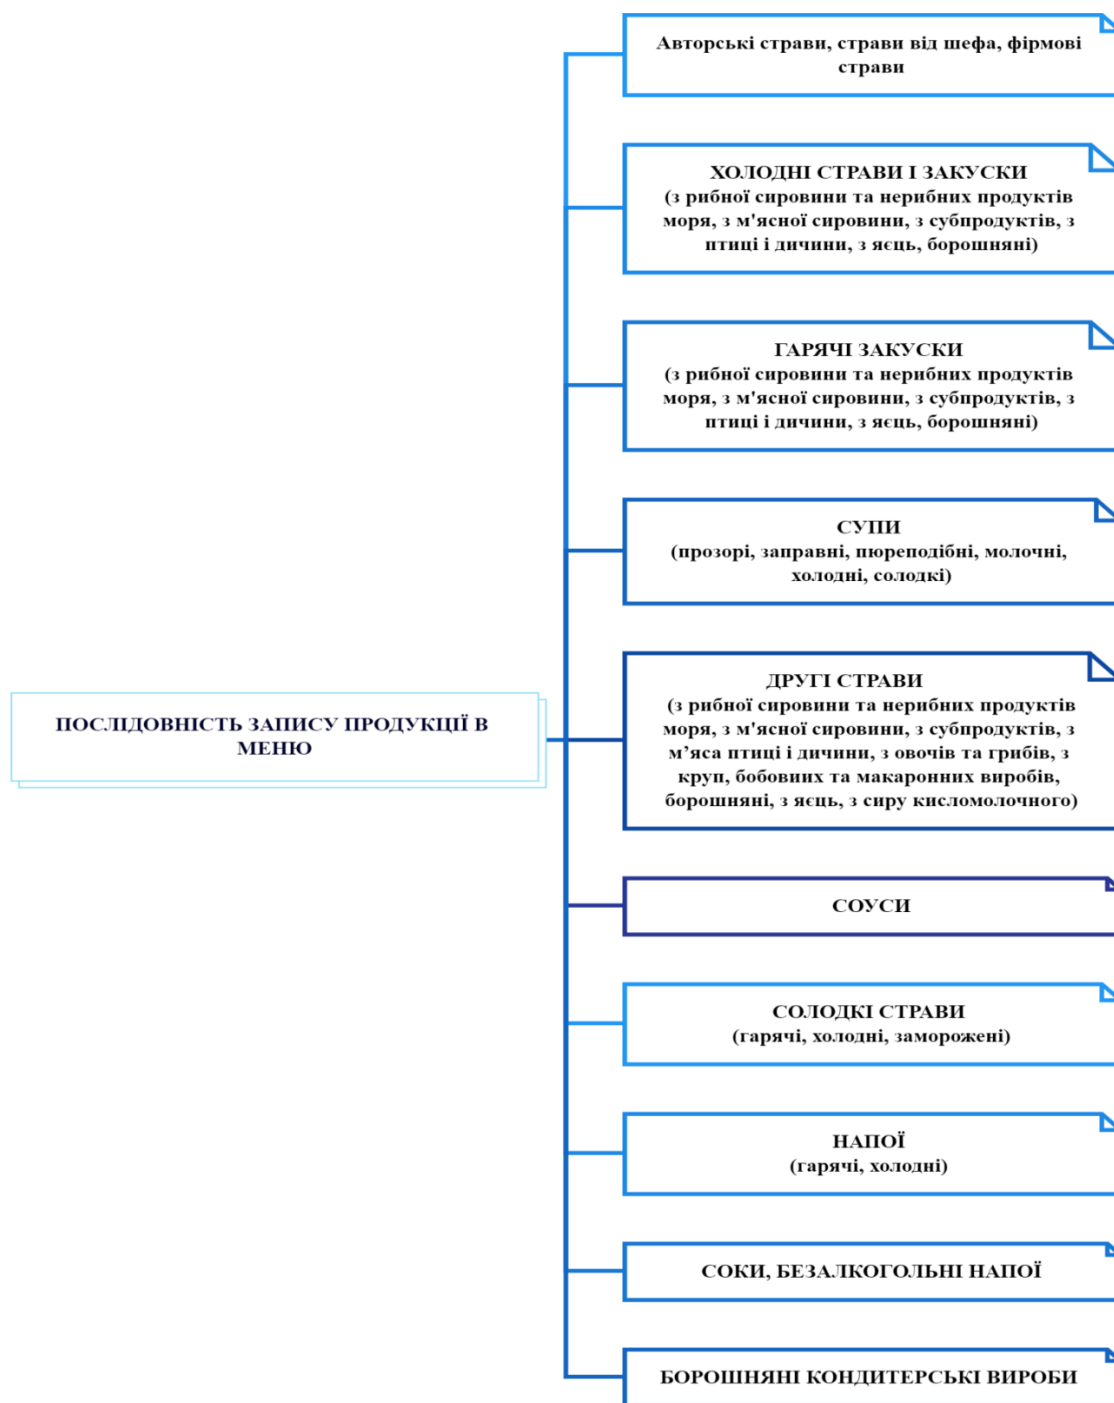 Авторські страви, страви від шефа, фірмові
страви
ХОЛОДНІ СТРАВИ І ЗАКУСКИ
(з рибної сировини та нерибних продуктів
моря, з м'ясної сировини, з субпродуктів, з
птиці і дичини, з яєць, борошняні)
ГАРЯЧІ ЗАКУСКИ
(з рибної сировини та нерибних продуктів
моря, з м'ясної сировини, з субпродуктів, з
птиці і дичини, з яєць, борошняні)
СУПИ
(прозорі, заправні, пюреподібні, молочні,
холодні, солодкі)
ПОСЛІДОВНІСТЬ ЗАПИСУ ПРОДУКЦІЇ В
МЕНЮ
ДРУГІ СТРАВИ
(з рибної сировини та нерибних продуктів
моря, з м'ясної сировини, з субпродуктів, з
м’яса птиці і дичини, з овочів та грибів, з
круп, бобовиих та макаронних виробів,
борошняні, з яєць, з сиру кисломолочного)
СОУСИ
СОЛОДКІ СТРАВИ
(гарячі, холодні, заморожені)
НАПОЇ
(гарячі, холодні)
СОКИ, БЕЗАЛКОГОЛЬНІ НАПОЇ
БОРОШНЯНІ КОНДИТЕРСЬКІ ВИРОБИ